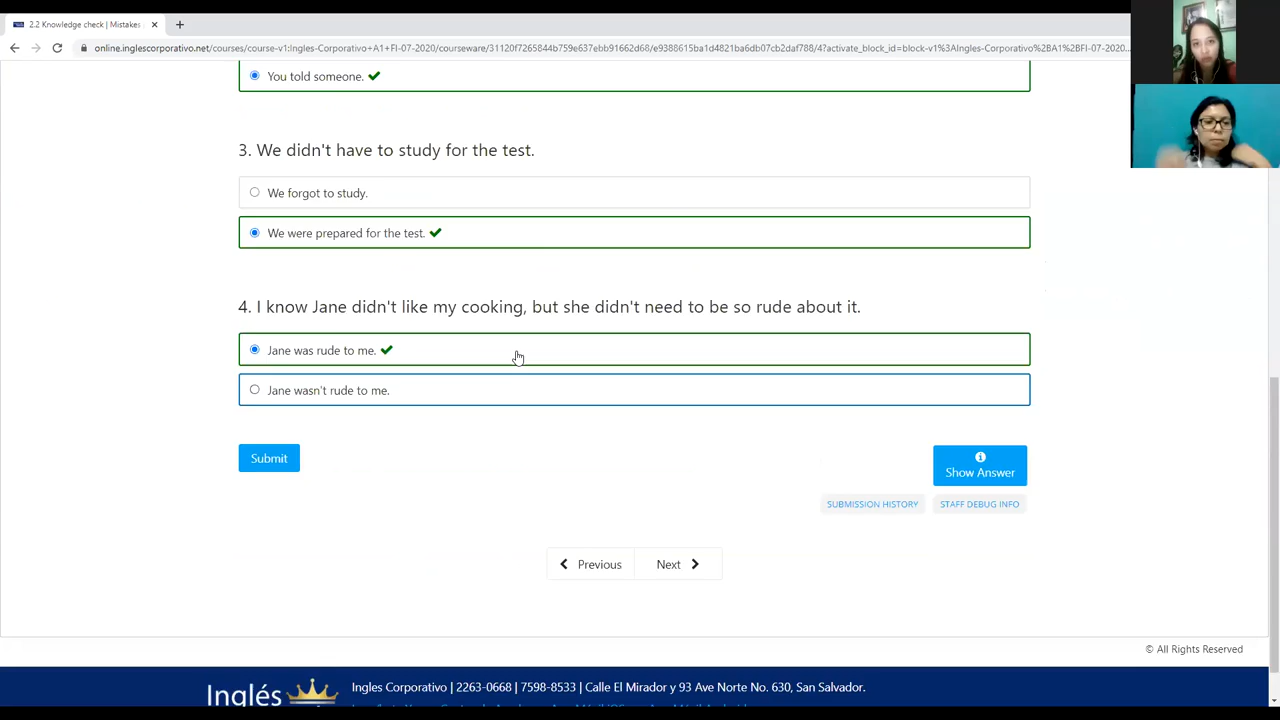 2.2 Knowledge check | Mistakes
online.inglescorporativo.net/courses/course-v1:Ingles-Corporativo+A1+FI-07-2020/courseware/31120f7265844b759e637ebb91662d68/e9388615ba1d4821ba6db07cb2daf788/4?activate_block_id=block-v1%3AIngles-Corporativo%2BA1%2BFI-07-2020...
You told someone.
3. We didn't have to study for the test.
We forgot to study.
We were prepared for the test.
4. I know Jane didn't like my cooking, but she didn't need to be so rude about it.
Jane was rude to me.
Jane wasn't rude to me.
Submit
Show Answer
SUBMISSION HISTORY STAFF DEBUG INFO
Previous Next
© All Rights Reserved
Inglés
Ingles Corporativo | 2263-0668 | 7598-8533 | Calle El Mirador y 93 Ave Norte No. 630, San Salvador.